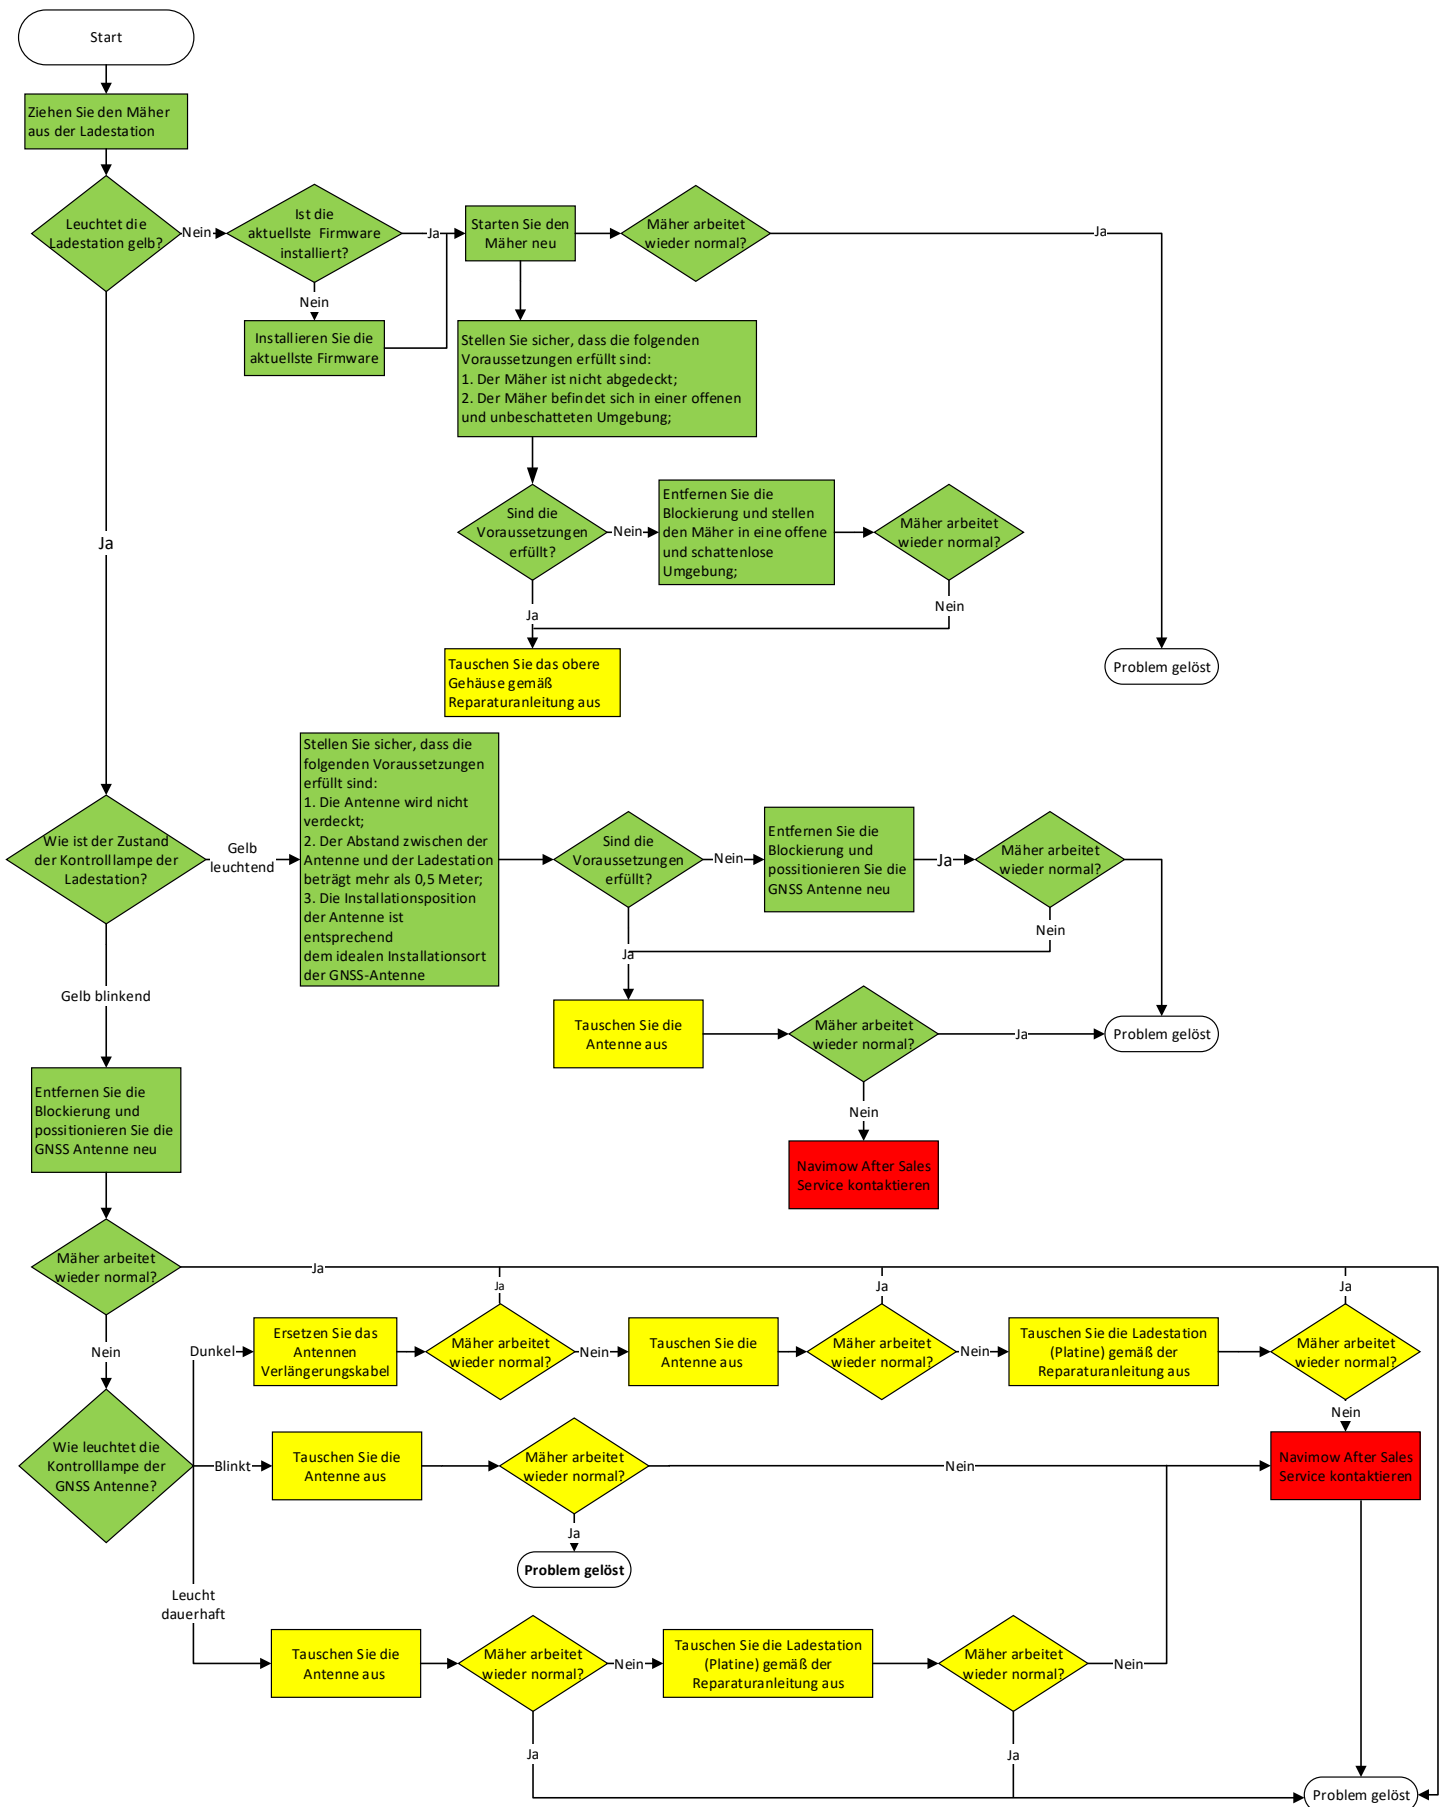 Start
Ziehen Sie den Mäher
aus der Ladestation
Leuchtet die
Ladestation gelb?
Nein
Ist die
aktuellste Firmware
installiert?
Ja
Starten Sie den
Mäher neu
Mäher arbeitet
wieder normal?
Ja
Nein
Installieren Sie die
aktuellste Firmware
Stellen Sie sicher, dass die folgenden
Voraussetzungen erfüllt sind:
1. Der Mäher ist nicht abgedeckt;
2. Der Mäher befindet sich in einer offenen
und unbeschatteten Umgebung;
Sind die
Voraussetzungen
erfüllt?
Nein
Entfernen Sie die
Blockierung und stellen
den Mäher in eine offene
und schattenlose
Umgebung;
Mäher arbeitet
wieder normal?
Ja
Nein
Ja
Tauschen Sie das obere
Gehäuse gemäß
Reparaturanleitung aus
Problem gelöst
Wie ist der Zustand
der Kontrolllampe der
Ladestation?
Gelb
leuchtend
Stellen Sie sicher, dass die
folgenden Voraussetzungen
erfüllt sind:
1. Die Antenne wird nicht
verdeckt;
2. Der Abstand zwischen der
Antenne und der Ladestation
beträgt mehr als 0,5 Meter;
3. Die Installationsposition
der Antenne ist
entsprechend
dem idealen Installationsort
der GNSS-Antenne
Sind die
Voraussetzungen
erfüllt?
Nein
Entfernen Sie die
Blockierung und
possitionieren Sie die
GNSS Antenne neu
Ja
Mäher arbeitet
wieder normal?
Nein
Ja
Gelb blinkend
Tauschen Sie die
Antenne aus
Mäher arbeitet
wieder normal?
Ja
Problem gelöst
Nein
Navimow After Sales
Service kontaktieren
Entfernen Sie die
Blockierung und
possitionieren Sie die
GNSS Antenne neu
Mäher arbeitet
wieder normal?
Ja
Ja
Ja
Ja
Nein
Dunkel
Ersetzen Sie das
Antennen
Verlängerungskabel
Mäher arbeitet
wieder normal?
Nein
Tauschen Sie die
Antenne aus
Mäher arbeitet
wieder normal?
Nein
Tauschen Sie die Ladestation
(Platine) gemäß der
Reparaturanleitung aus
Mäher arbeitet
wieder normal?
Nein
Wie leuchtet die
Kontrolllampe der
GNSS Antenne?
Blinkt
Tauschen Sie die
Antenne aus
Mäher arbeitet
wieder normal?
Nein
Navimow After Sales
Service kontaktieren
Ja
Problem gelöst
Leucht
dauerhaft
Tauschen Sie die
Antenne aus
Mäher arbeitet
wieder normal?
Nein
Tauschen Sie die Ladestation
(Platine) gemäß der
Reparaturanleitung aus
Mäher arbeitet
wieder normal?
Nein
Ja
Ja
Problem gelöst